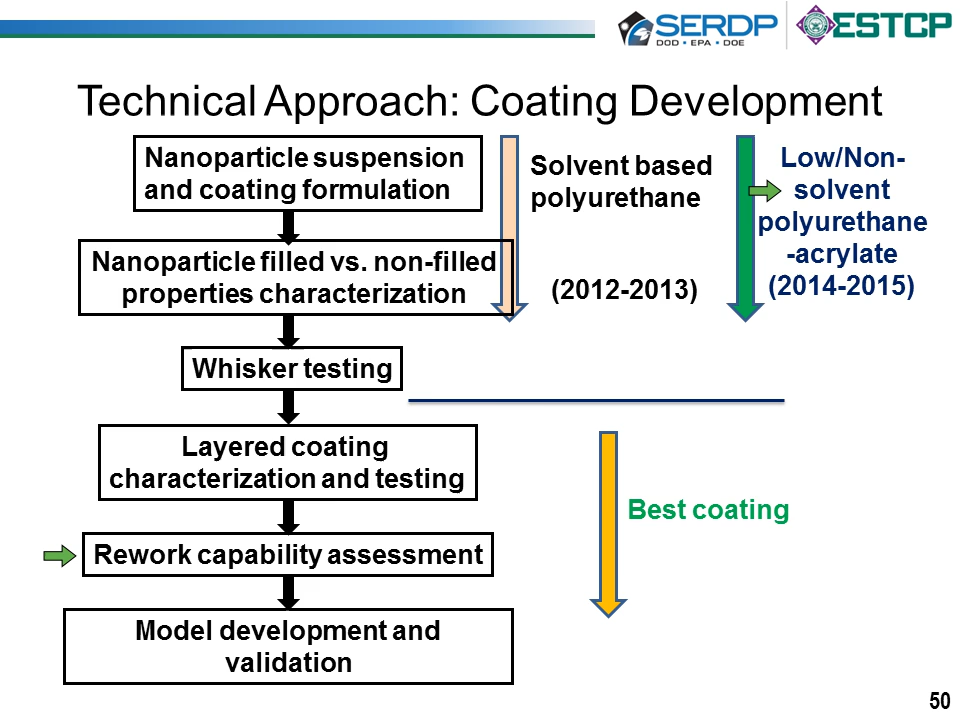 SERDP
DOD • EPA • DOE
ESTCP
Technical Approach: Coating Development
Nanoparticle suspension
and coating formulation
Nanoparticle filled vs. non-filled
properties characterization
Whisker testing
Layered coating
characterization and testing
Rework capability assessment
Model development and
validation
Solvent based
polyurethane
(2012-2013)
Low/Non-
solvent
polyurethane
-acrylate
(2014-2015)
Best coating
50